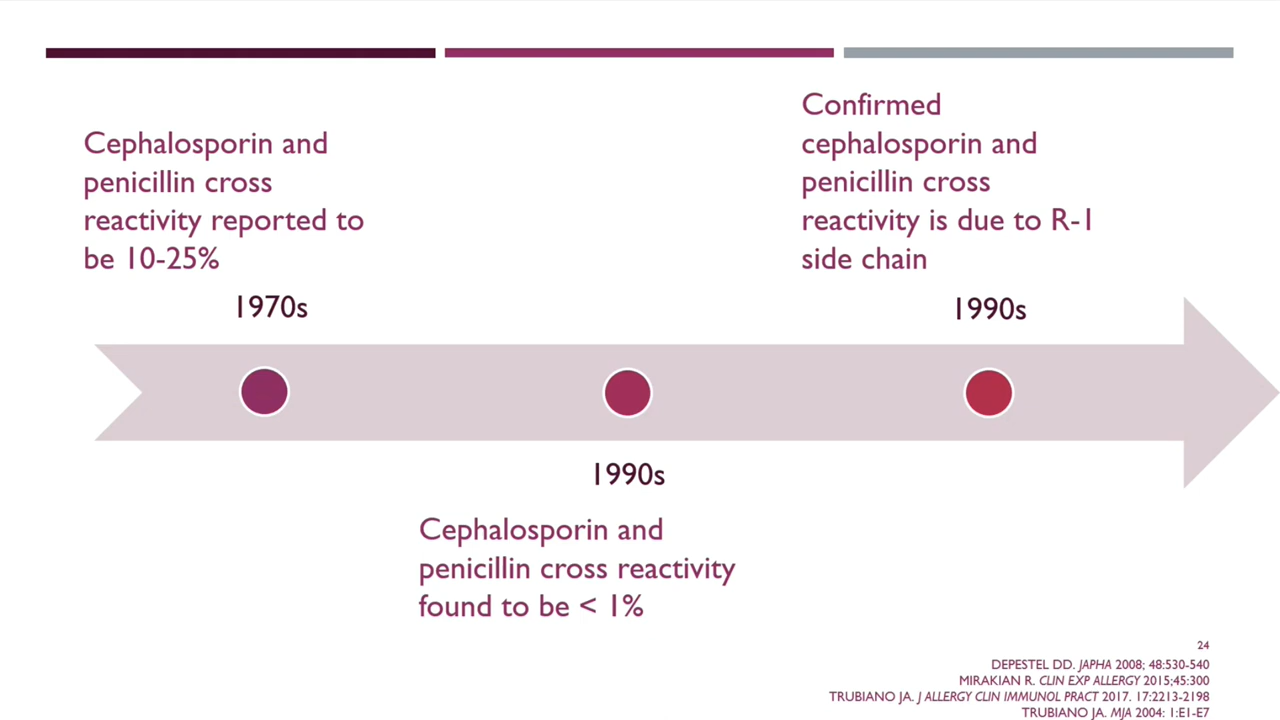 Cephalosporin and
penicillin cross
reactivity reported to
be 10-25%
1970s
1990s
Cephalosporin and
penicillin cross reactivity
found to be < 1%
Confirmed
cephalosporin and
penicillin cross
reactivity is due to R-1
side chain
1990s
24
DEPESTEL DD. JAPHA 2008; 48:530-540
MIRAKIAN R. CLIN EXP ALLERGY 2015;45:300
TRUBIANO JA. J ALLERGY CLIN IMMUNOL PRACT 2017. 17:2213-2198
TRUBIANO JA. MJA 2004: 1:E1-E7